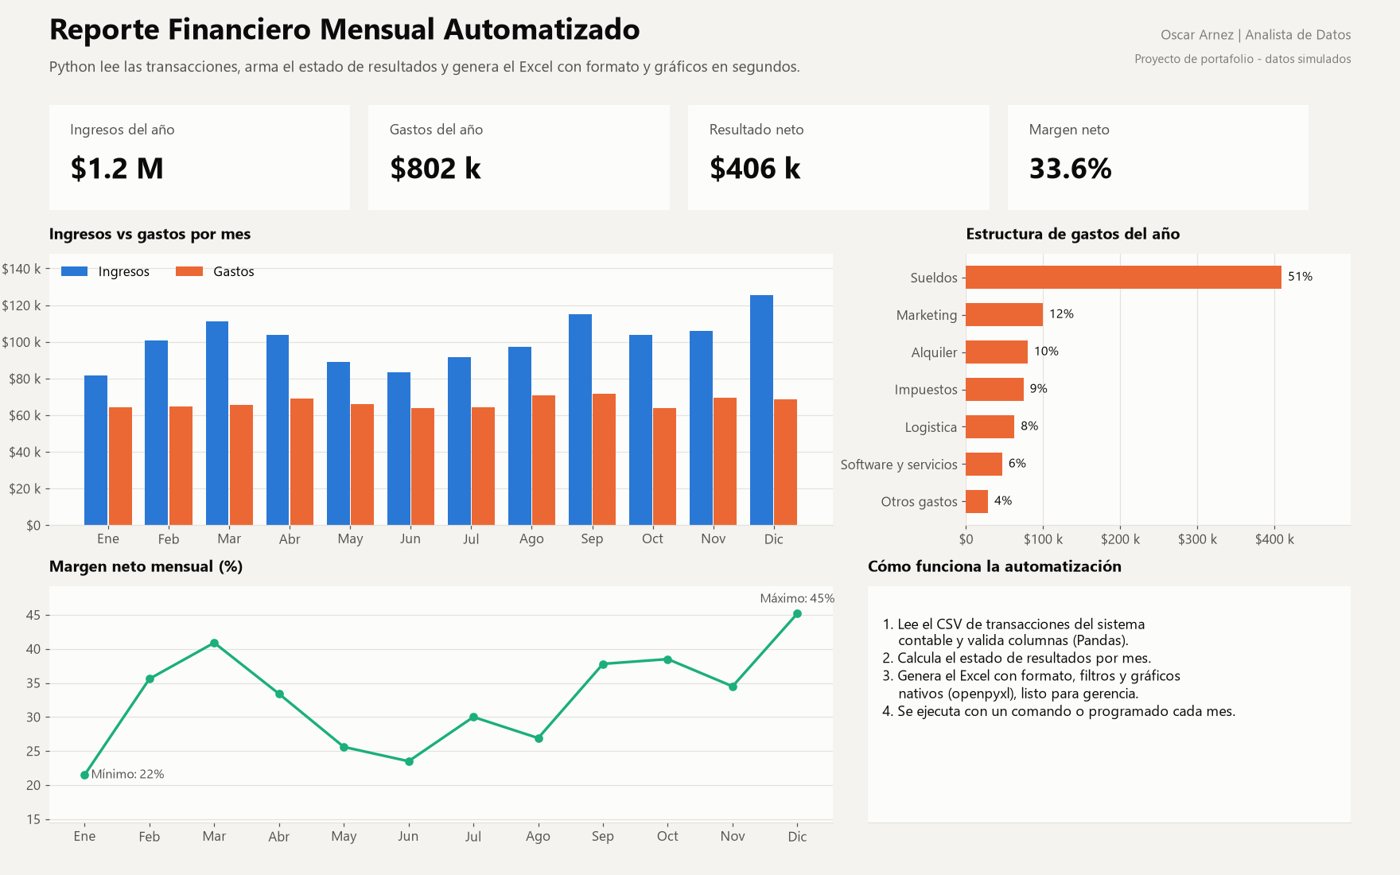 Reporte Financiero Mensual Automatizado
Oscar Arnez | Analista de Datos
Python lee las transacciones, arma el estado de resultados y genera el Excel con formato y gráficos en segundos.
Proyecto de portafolio - datos simulados
Ingresos del año
$1.2 M
Gastos del año
$802 k
Resultado neto
$406 k
Margen neto
33.6%
Ingresos vs gastos por mes
Ingresos
Gastos
$140 k
$120 k
$100 k
$80 k
$60 k
$40 k
$20 k
$0
Ene Feb Mar Abr May Jun Jul Ago Sep Oct Nov Dic
Estructura de gastos del año
Sueldos 51%
Marketing 12%
Alquiler 10%
Impuestos 9%
Logistica 8%
Software y servicios 6%
Otros gastos 4%
$0 $100 k $200 k $300 k $400 k
Margen neto mensual (%)
Máximo: 45%
45
40
35
30
25
20
15
Mínimo: 22%
Ene Feb Mar Abr May Jun Jul Ago Sep Oct Nov Dic
Cómo funciona la automatización
1. Lee el CSV de transacciones del sistema
contable y valida columnas (Pandas).
2. Calcula el estado de resultados por mes.
3. Genera el Excel con formato, filtros y gráficos
nativos (openpyxl), listo para gerencia.
4. Se ejecuta con un comando o programado cada mes.